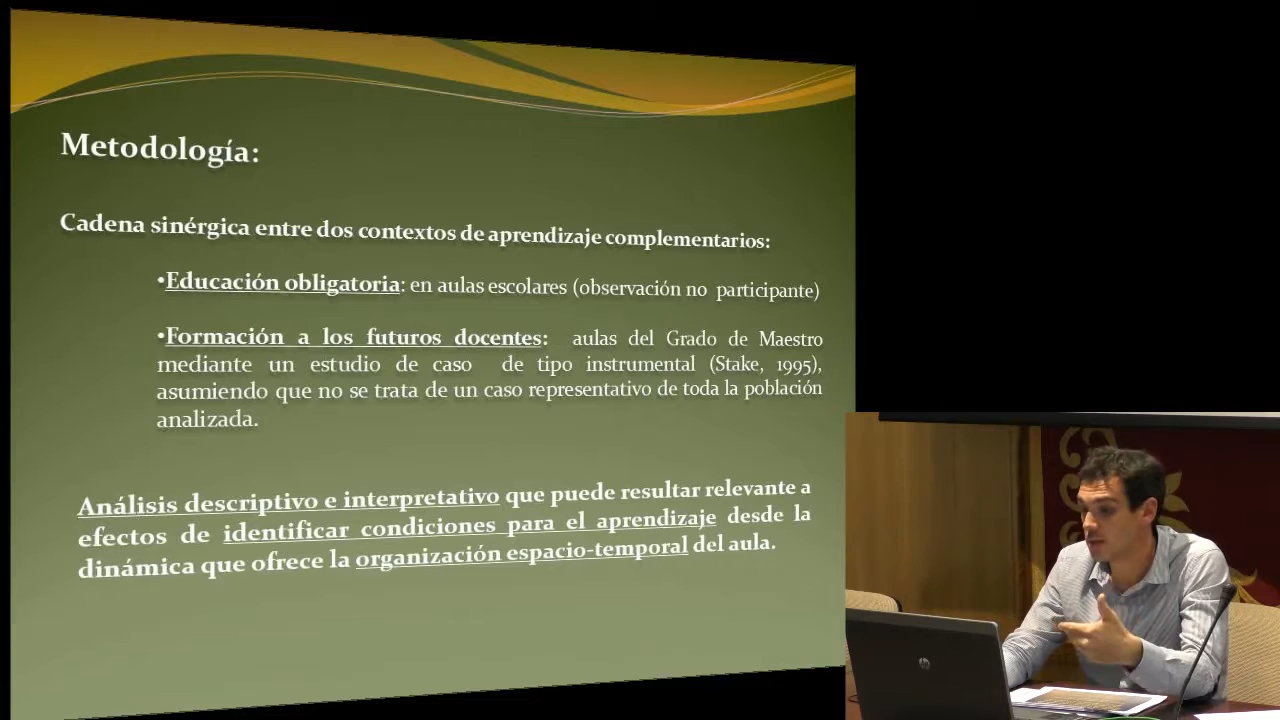 Metodología:
Cadena sinérgica entre dos contextos de aprendizaje complementarios:
•Educación obligatoria: en aulas escolares (observación no participante)
•Formación a los futuros docentes: aulas del Grado de Maestro
mediante un estudio de caso de tipo instrumental (Stake, 1995),
asumiendo que no se trata de un caso representativo de toda la población
analizada.
Análisis descriptivo e interpretativo que puede resultar relevante a
efectos de identificar condiciones para el aprendizaje desde la
dinámica que ofrece la organización espacio-temporal del aula.
hp